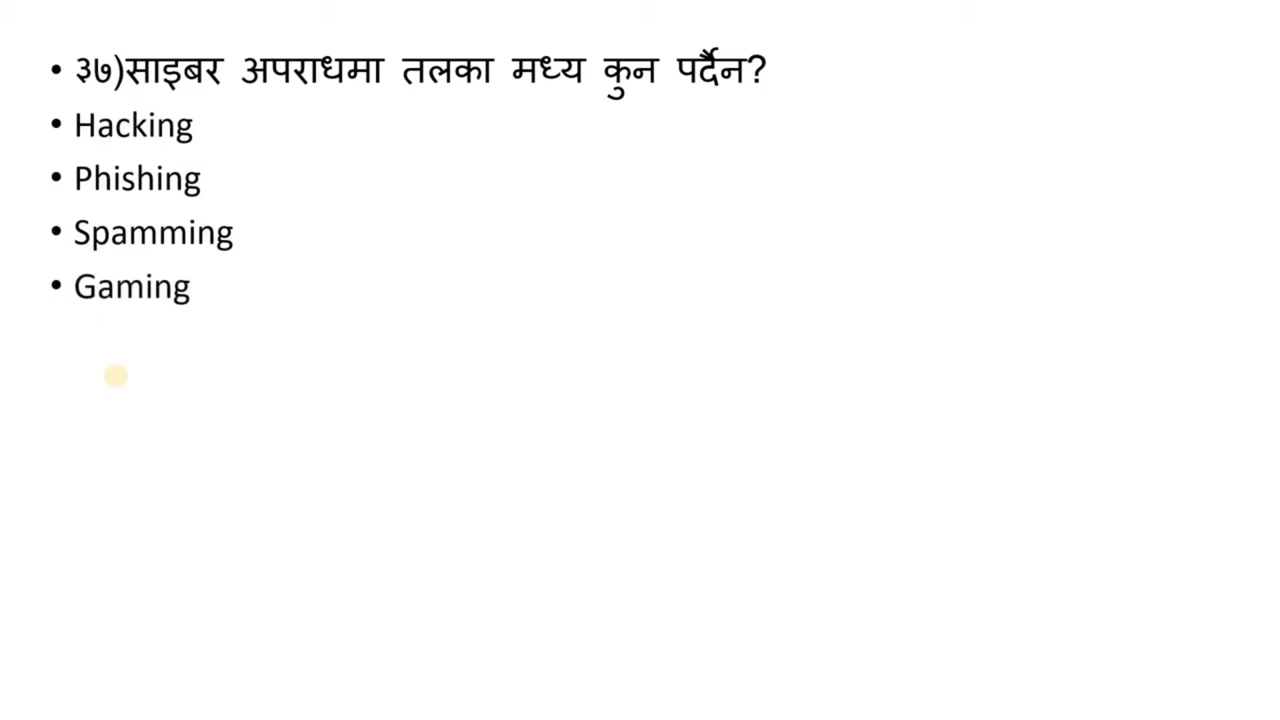 • ३७)साइबर अपराधमा तलका मध्य कुन पर्दैन?
• Hacking
• Phishing
• Spamming
• Gaming